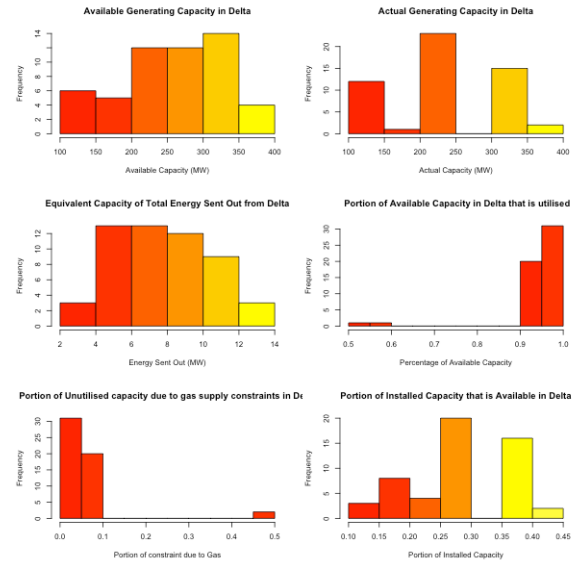 Available Generating Capacity in Delta
Frequency
0 2 4 6 8 10 14
100 150 200 250 300 350 400
Available Capacity (MW)
Actual Generating Capacity in Delta
Frequency
0 5 10 15 20
100 150 200 250 300 350 400
Actual Capacity (MW)
Equivalent Capacity of Total Energy Sent Out from Delta
Frequency
0 2 4 6 8 12
2 4 6 8 10 12 14
Energy Sent Out (MW)
Portion of Available Capacity in Delta that is utilised
Frequency
0 5 10 15 20 25 30
0.5 0.6 0.7 0.8 0.9 1.0
Percentage of Available Capacity
Portion of Unutilised capacity due to gas supply constraints in De
Frequency
0 5 10 15 20 25 30
0.0 0.1 0.2 0.3 0.4 0.5
Portion of constraint due to Gas
Portion of Installed Capacity that is Available in Delta
Frequency
0 5 10 15 20
0.10 0.15 0.20 0.25 0.30 0.35 0.40 0.45
Portion of Installed Capacity